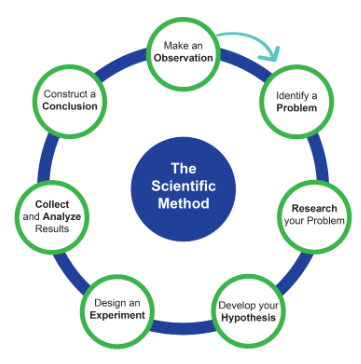 Make an
Observation
Identify a
Problem
Research
your Problem
Develop your
Hypothesis
Design an
Experiment
Collect
and Analyze
Results
Construct a
Conclusion
The
Scientific
Method